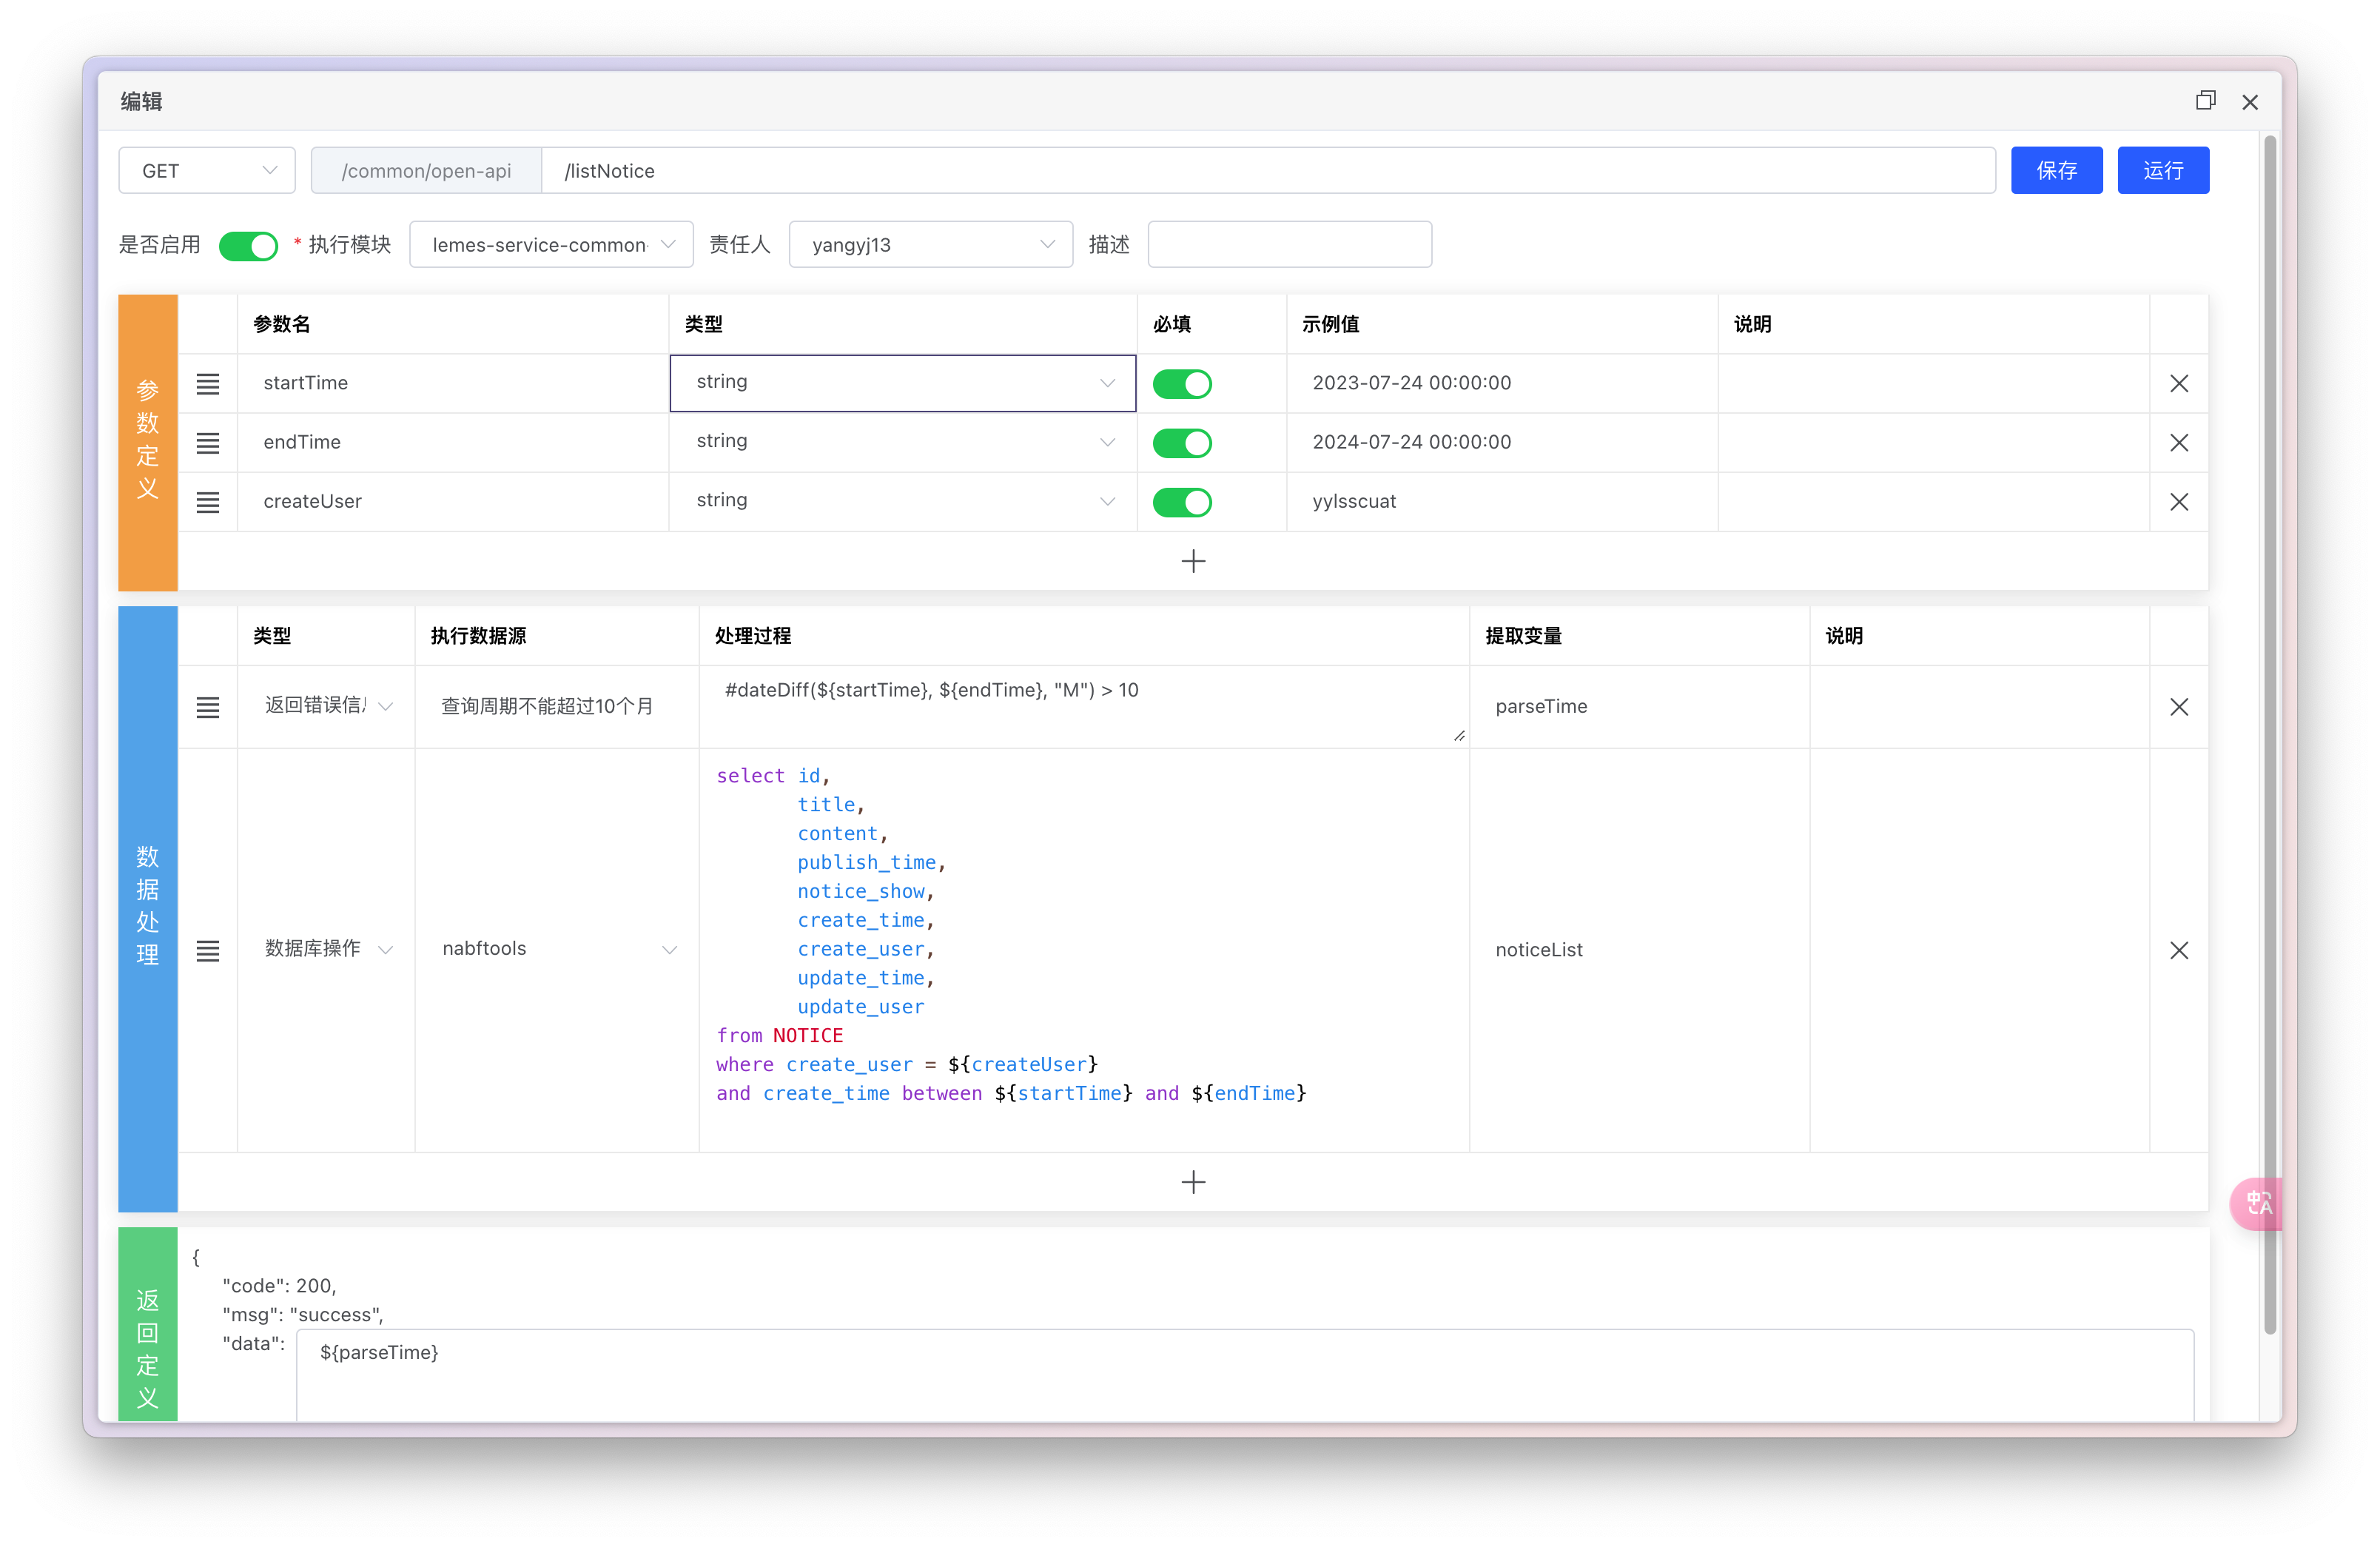 编辑
GET /common/open-api /listNotice 保存 运行
是否启用 * 执行模块 lemes-service-common 责任人 yangyj13 描述
参数定义
参数名 类型 必填 示例值 说明
startTime string 2023-07-24 00:00:00
endTime string 2024-07-24 00:00:00
createUser string yylsscuat
数据处理
类型 执行数据源 处理过程 提取变量 说明
返回错误信 查询周期不能超过10个月 #dateDiff(${startTime}, ${endTime}, "M") > 10 parseTime
数据库操作 nabftools noticeList
select id,
title,
content,
publish_time,
notice_show,
create_time,
create_user,
update_time,
update_user
from NOTICE
where create_user = ${createUser}
and create_time between ${startTime} and ${endTime}
返回定义
{
"code": 200,
"msg": "success",
"data": ${parseTime}